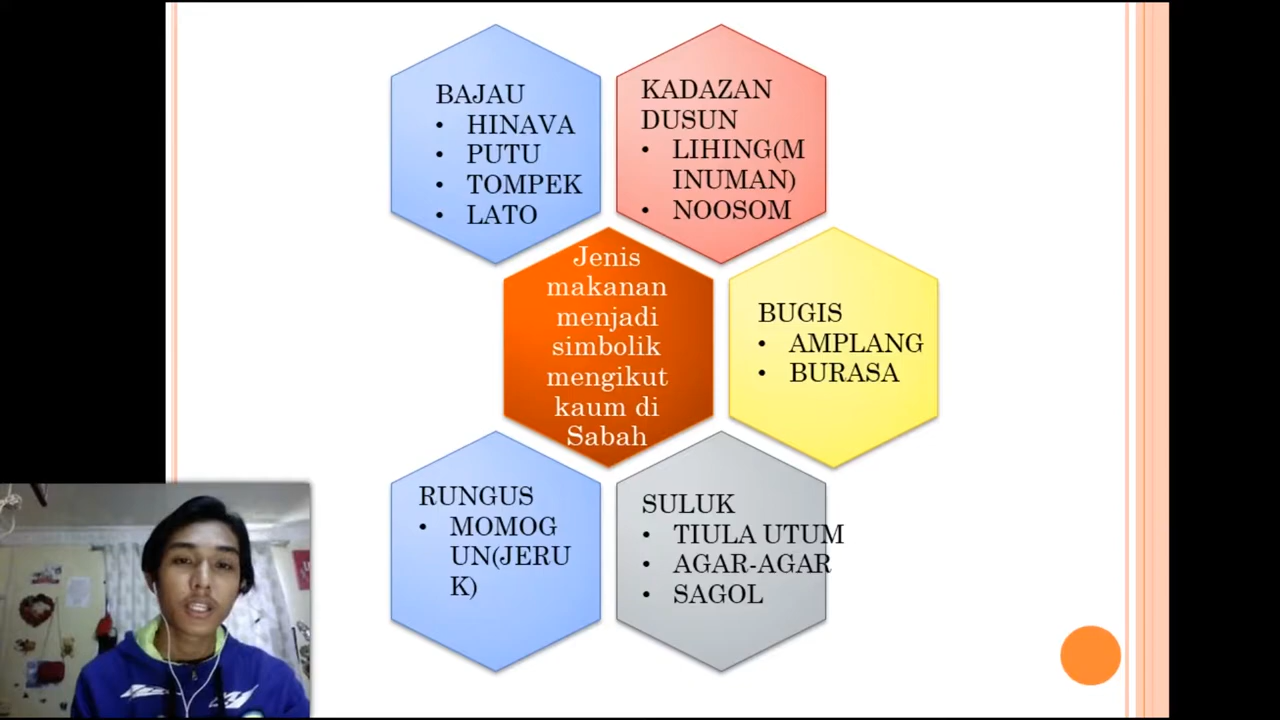 BAJAU
• HINAVA
• PUTU
• TOMPEK
• LATO
KADAZAN
DUSUN
• LIHING(M
INUMAN)
• NOOSOM
Jenis
makanan
menjadi
simbolik
mengikut
kaum di
Sabah
BUGIS
• AMPLANG
• BURASA
RUNGUS
• MOMOG
UN(JERU
K)
SULUK
• TIULA UTUM
• AGAR-AGAR
• SAGOL